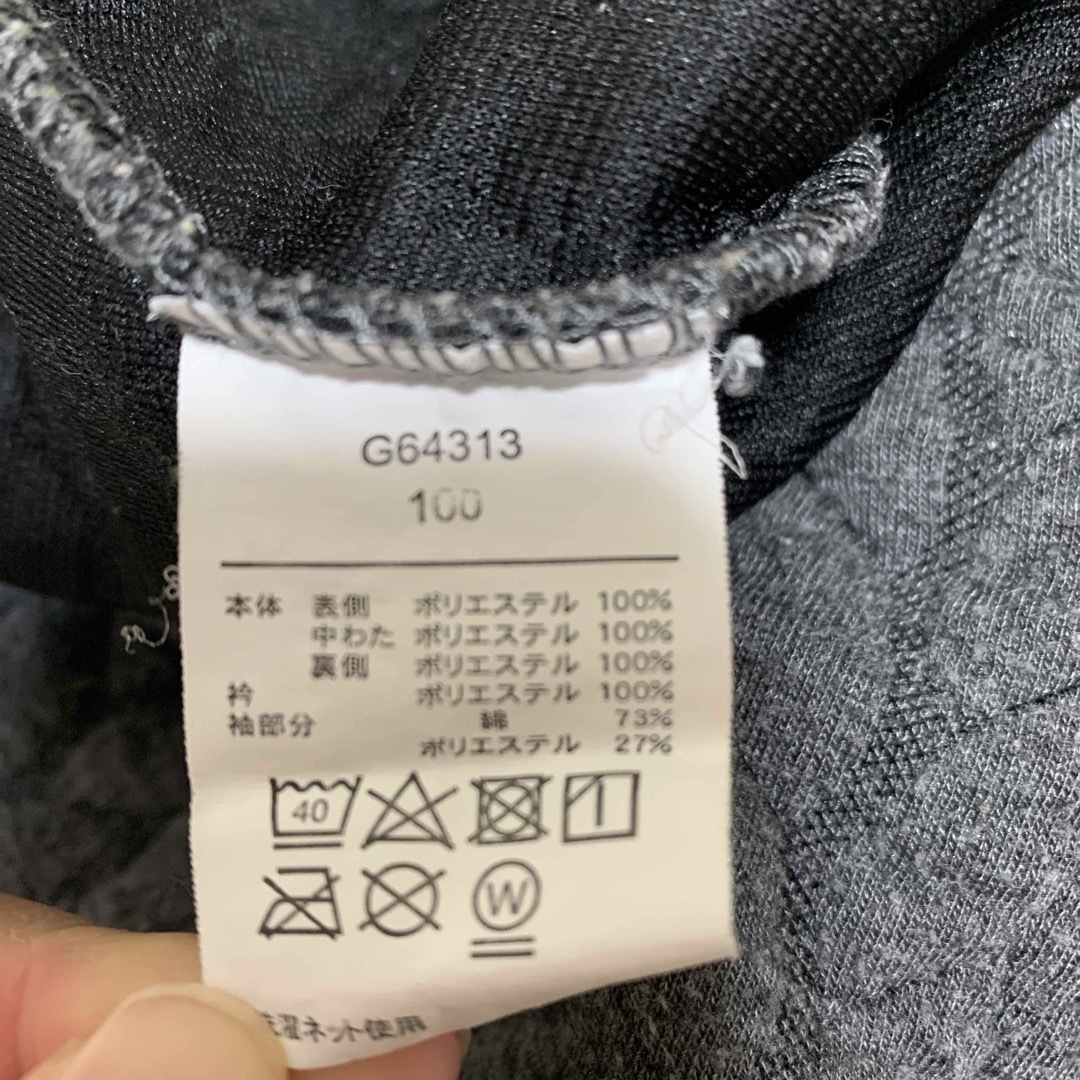 G64313
100
本体 表側 ポリエステル 100%
中わた ポリエステル 100%
裏側 ポリエステル 100%
衿 ポリエステル 100%
袖部分 綿 73%
ポリエステル 27%
40
W
濯ネット使用